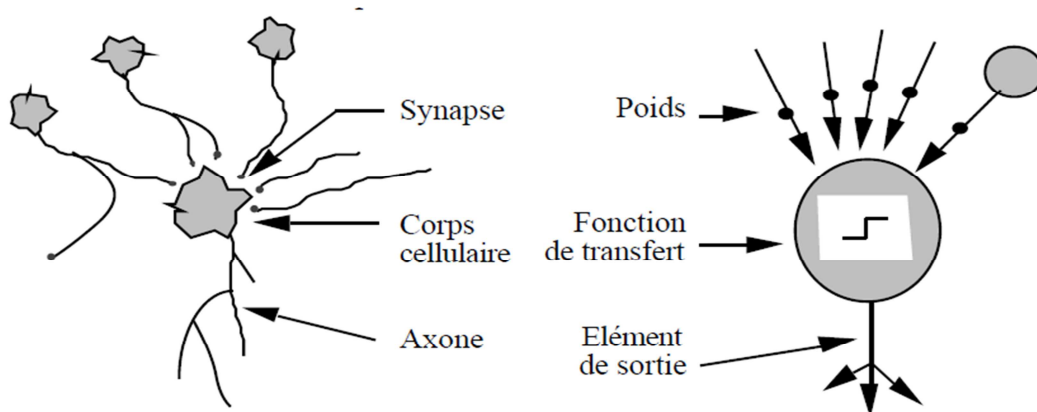 Synapse
Corps
cellulaire
Axone
Poids
Fonction
de transfert
Elément
de sortie